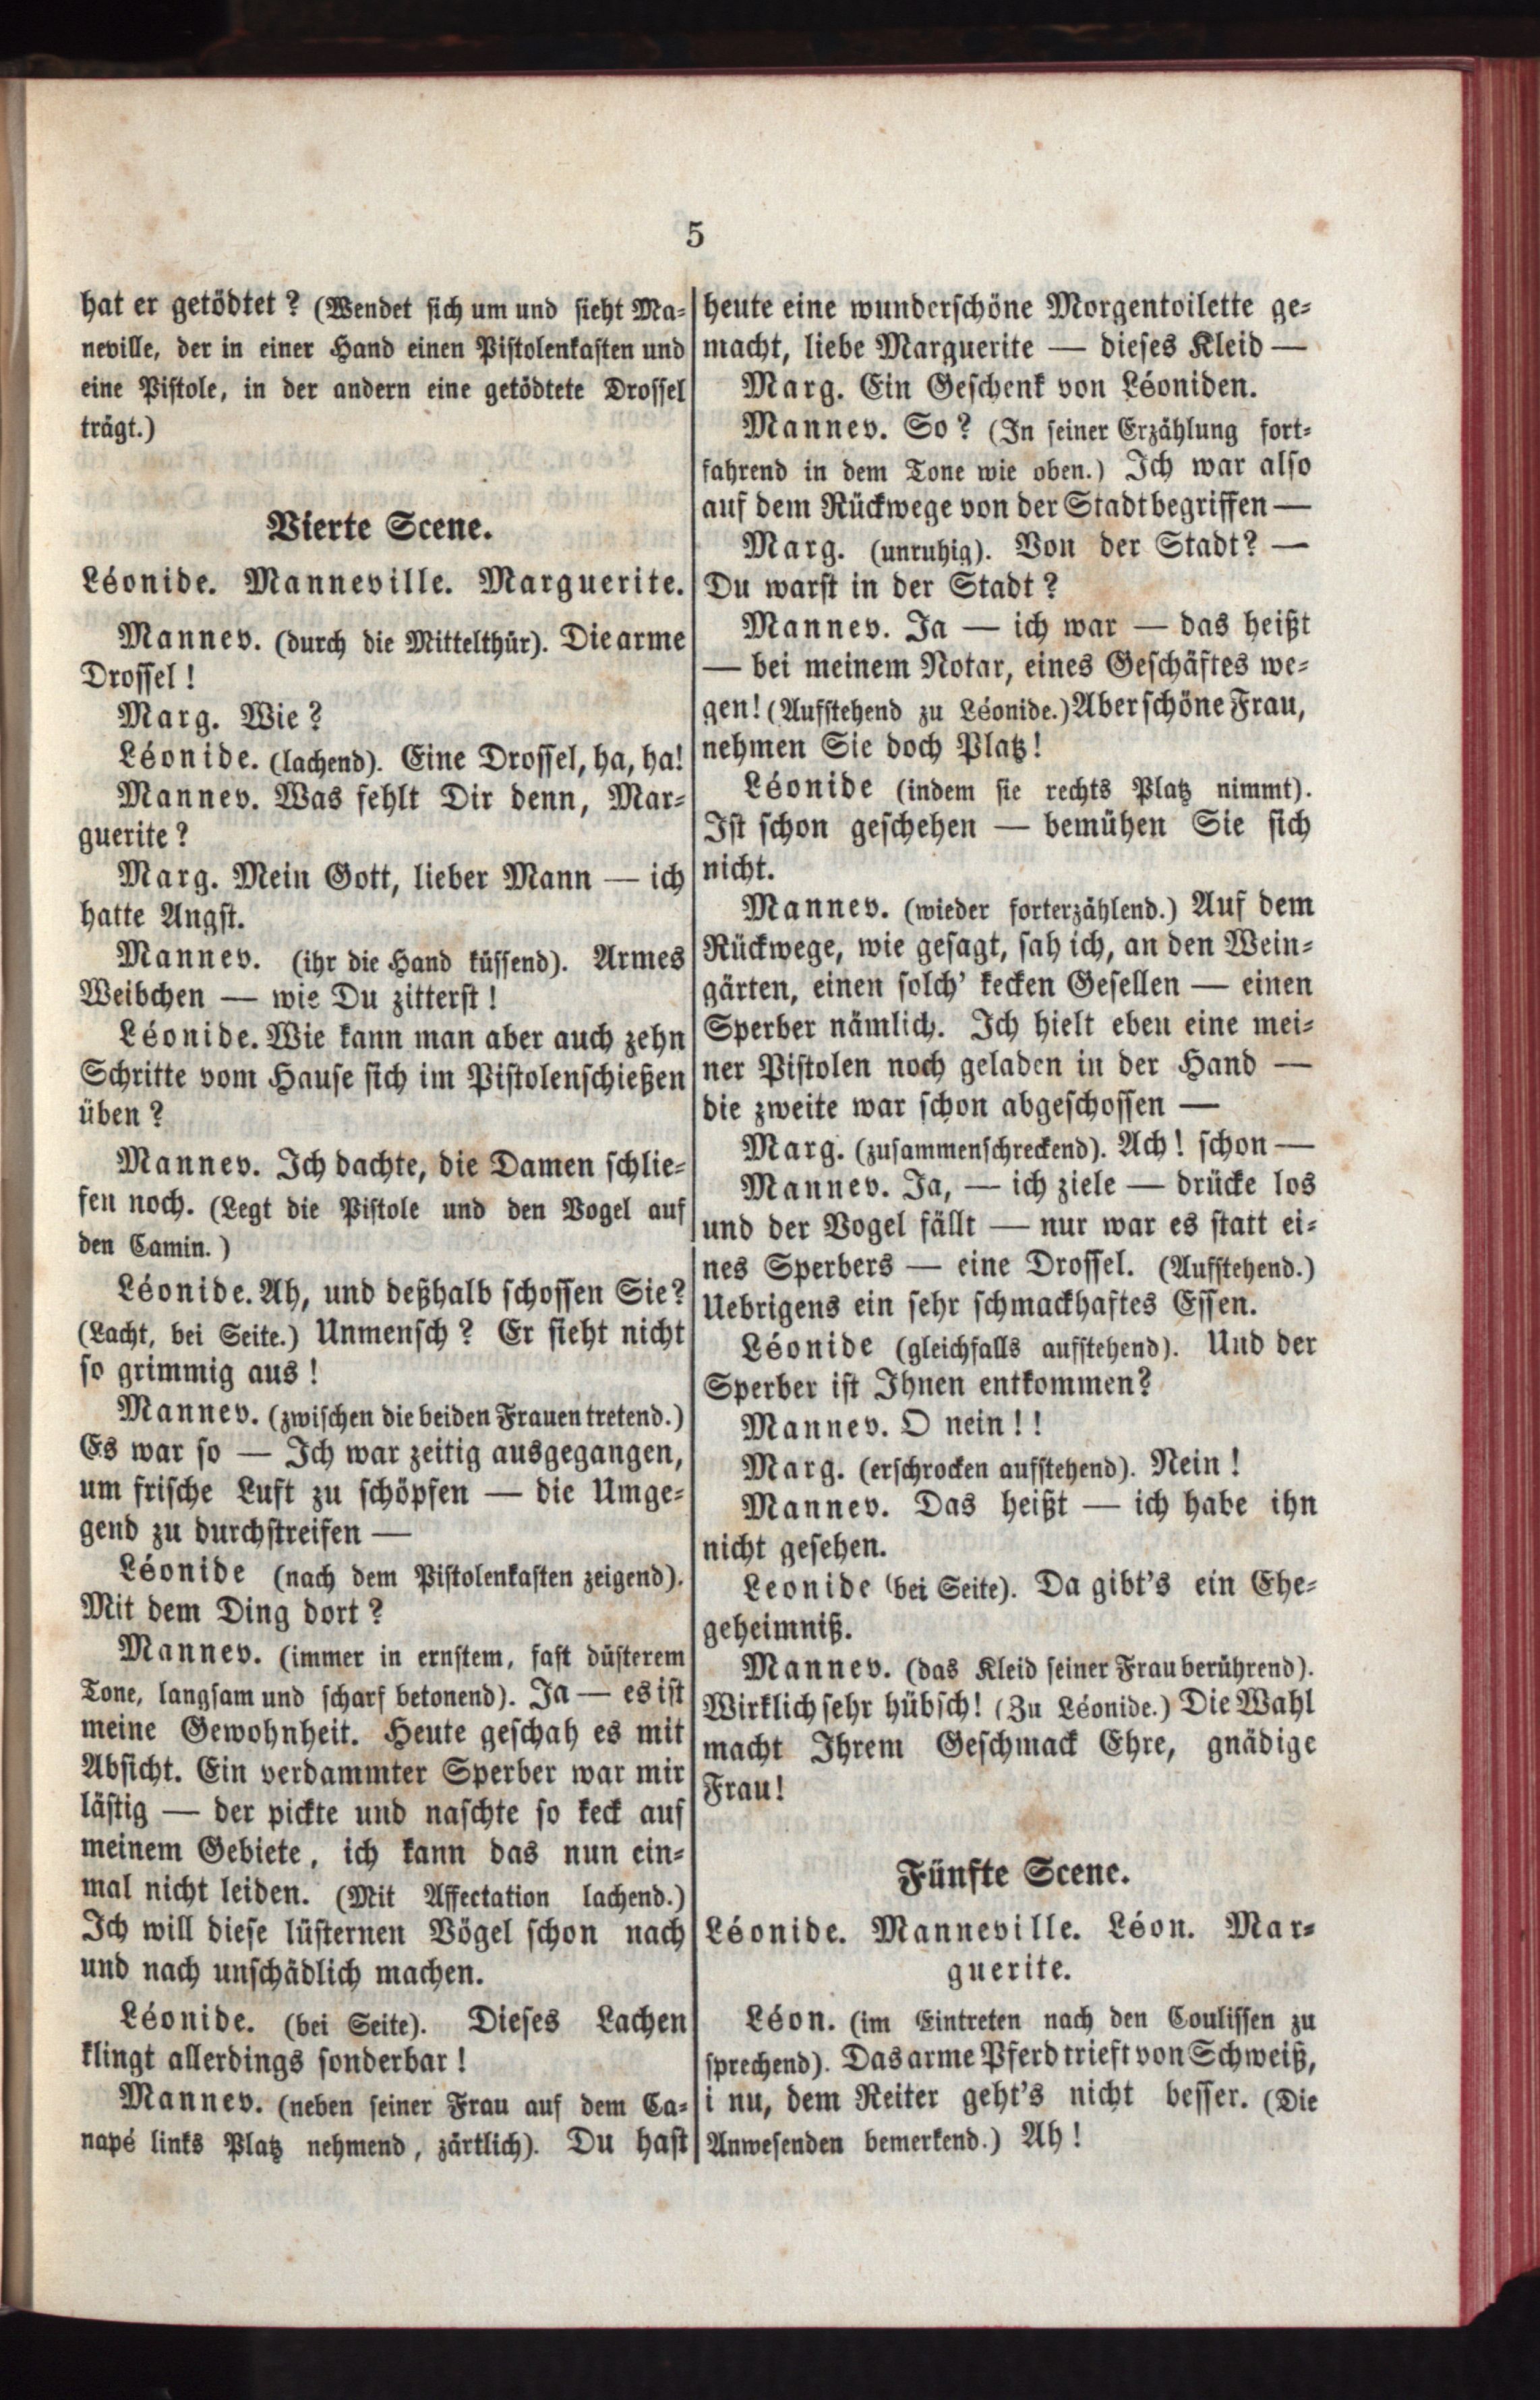 5
hat er getödtet? (Wendet sich um und sieht Ma-
neville, der in einer Hand einen Pistolenkasten und
eine Pistole, in der andern eine getödtete Drossel
trägt.)
Vierte Scene.
Léonide. Manneville. Marguerite.
Mannev. (durch die Mittelthür). Die arme
Drossel!
Marg. Wie?
Léonide. (lachend). Eine Drossel, ha, ha!
Mannev. Was fehlt Dir denn, Mar-
guerite?
Marg. Mein Gott, lieber Mann — ich
hatte Angst.
Mannev. (ihr die Hand küssend). Armes
Weibchen — wie Du zitterst!
Léonide. Wie kann man aber auch zehn
Schritte vom Hause sich im Pistolenschießen
üben?
Mannev. Ich dachte, die Damen schlie-
fen noch. (Legt die Pistole und den Vogel auf
den Camin.)
Léonide. Ah, und deßhalb schossen Sie?
(Lacht, bei Seite.) Unmensch? Er sieht nicht
so grimmig aus!
Mannev. (zwischen die beiden Frauen tretend.)
Es war so — Ich war zeitig ausgegangen,
um frische Luft zu schöpfen — die Umge-
gend zu durchstreifen —
Léonide (nach dem Pistolenkasten zeigend).
Mit dem Ding dort?
Mannev. (immer in ernstem, fast düsterem
Tone, langsam und scharf betonend). Ja — es ist
meine Gewohnheit. Heute geschah es mit
Absicht. Ein verdammter Sperber war mir
lästig — der pickte und naschte so keck auf
meinem Gebiete, ich kann das nun ein-
mal nicht leiden. (Mit Affectation lachend.)
Ich will diese lüsternen Vögel schon nach
und nach unschädlich machen.
Léonide. (bei Seite). Dieses Lachen
klingt allerdings sonderbar!
Mannev. (neben seiner Frau auf dem Ca-
napé links Platz nehmend, zärtlich). Du hast
heute eine wunderschöne Morgentoilette ge-
macht, liebe Marguerite — dieses Kleid —
Marg. Ein Geschenk von Léoniden.
Mannev. So? (In seiner Erzählung fort-
fahrend in dem Tone wie oben.) Ich war also
auf dem Rückwege von der Stadt begriffen —
Marg. (unruhig). Von der Stadt? —
Du warst in der Stadt?
Mannev. Ja — ich war — das heißt
— bei meinem Notar, eines Geschäftes we-
gen! (Aufstehend zu Léonide.) Aber schöne Frau,
nehmen Sie doch Platz!
Léonide (indem sie rechts Platz nimmt).
Ist schon geschehen — bemühen Sie sich
nicht.
Mannev. (wieder forterzählend.) Auf dem
Rückwege, wie gesagt, sah ich, an den Wein-
gärten, einen solch' kecken Gesellen — einen
Sperber nämlich. Ich hielt eben eine mei-
ner Pistolen noch geladen in der Hand —
die zweite war schon abgeschossen —
Marg. (zusammenschreckend). Ach! schon —
Mannev. Ja, — ich ziele — drücke los
und der Vogel fällt — nur war es statt ei-
nes Sperbers — eine Drossel. (Aufstehend.)
Uebrigens ein sehr schmackhaftes Essen.
Léonide (gleichfalls aufstehend). Und der
Sperber ist Ihnen entkommen?
Mannev. O nein!!
Marg. (erschrocken aufstehend). Nein!
Mannev. Das heißt — ich habe ihn
nicht gesehen.
Leonide (bei Seite). Da gibt's ein Ehe-
geheimniß.
Mannev. (das Kleid seiner Frau berührend).
Wirklich sehr hübsch! (Zu Léonide.) Die Wahl
macht Ihrem Geschmack Ehre, gnädige
Frau!
Fünfte Scene.
Léonide. Manneville. Léon. Mar-
guerite.
Léon. (im Eintreten nach den Coulissen zu
sprechend). Das arme Pferd trieft von Schweiß,
i nu, dem Reiter geht's nicht besser. (Die
Anwesenden bemerkend.) Ah!